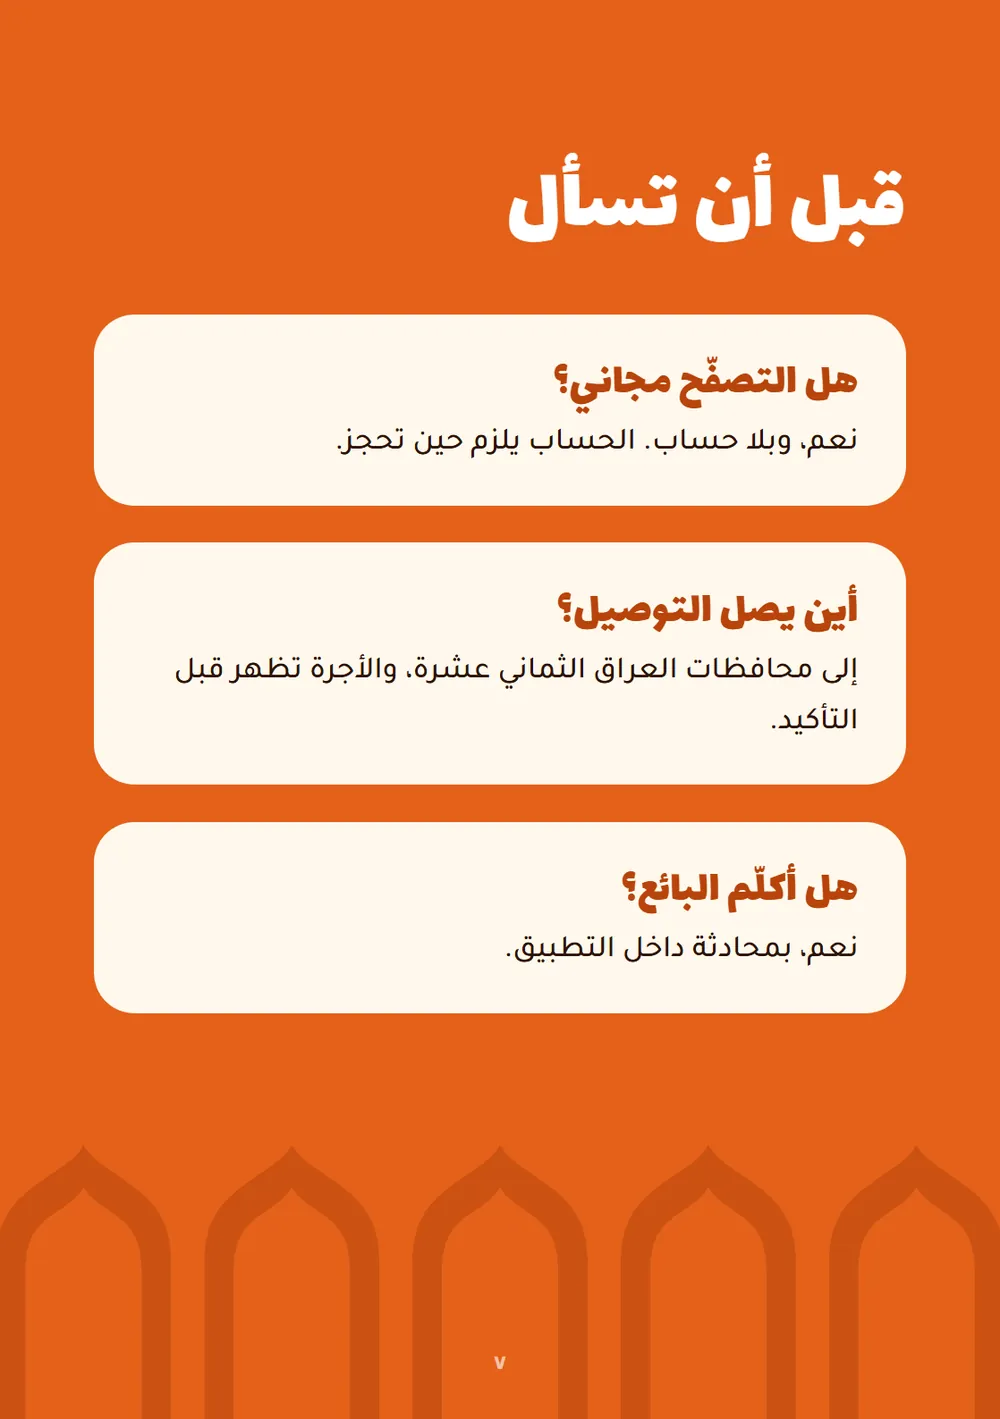 قبل أن تسأل
هل التصفّح مجاني؟
نعم، وبلا حساب. الحساب يلزم حين تحجز.
أين يصل التوصيل؟
إلى محافظات العراق الثماني عشرة، والأجرة تظهر قبل
التأكيد.
هل أكلّم البائع؟
نعم، بمحادثة داخل التطبيق.
٧